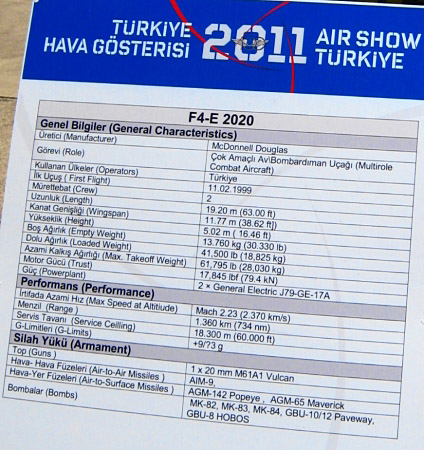 TÜRKİYE
HAVA GÖSTERİSİ
2011
AIR SHOW
TÜRKİYE
F4-E 2020
Genel Bilgiler (General Characteristics)
Üretici (Manufacturer) McDonnell Douglas
Görevi (Role) Çok Amaçlı Av\Bombardıman Uçağı (Multirole
Combat Aircraft)
Kullanan Ülkeler (Operators) Türkiye
İlk Uçuş ( First Flight) 11.02.1999
Mürettebat (Crew) 2
Uzunluk (Length) 19.20 m (63.00 ft)
Kanat Genişliği (Wingspan) 11.77 m (38.62 ft])
Yükseklik (Height) 5.02 m ( 16.46 ft)
Boş Ağırlık (Empty Weight) 13.760 kg (30.330 lb)
Dolu Ağırlık (Loaded Weight) 41,500 lb (18,825 kg)
Azami Kalkış Ağırlığı (Max. Takeoff Weight) 61,795 lb (28,030 kg)
Motor Gücü (Trust) 17,845 lbf (79.4 kN)
Güç (Powerplant) 2 × General Electric J79-GE-17A
Performans (Performance)
İrtifada Azami Hız (Max Speed at Altitiude) Mach 2.23 (2.370 km/s)
Menzil (Range ) 1.360 km (734 nm)
Servis Tavanı (Service Ceilling) 18.300 m (60.000 ft)
G-Limitleri (G-Limits) +9/?3 g
Silah Yükü (Armament)
Top (Guns ) 1 x 20 mm M61A1 Vulcan
Hava- Hava Füzeleri (Air-to-Air Missiles ) AIM-9,
Hava-Yer Füzeleri (Air-to-Surface Missiles ) AGM-142 Popeye , AGM-65 Maverick
Bombalar (Bombs) MK-82, MK-83, MK-84, GBU-10/12 Paveway,
GBU-8 HOBOS